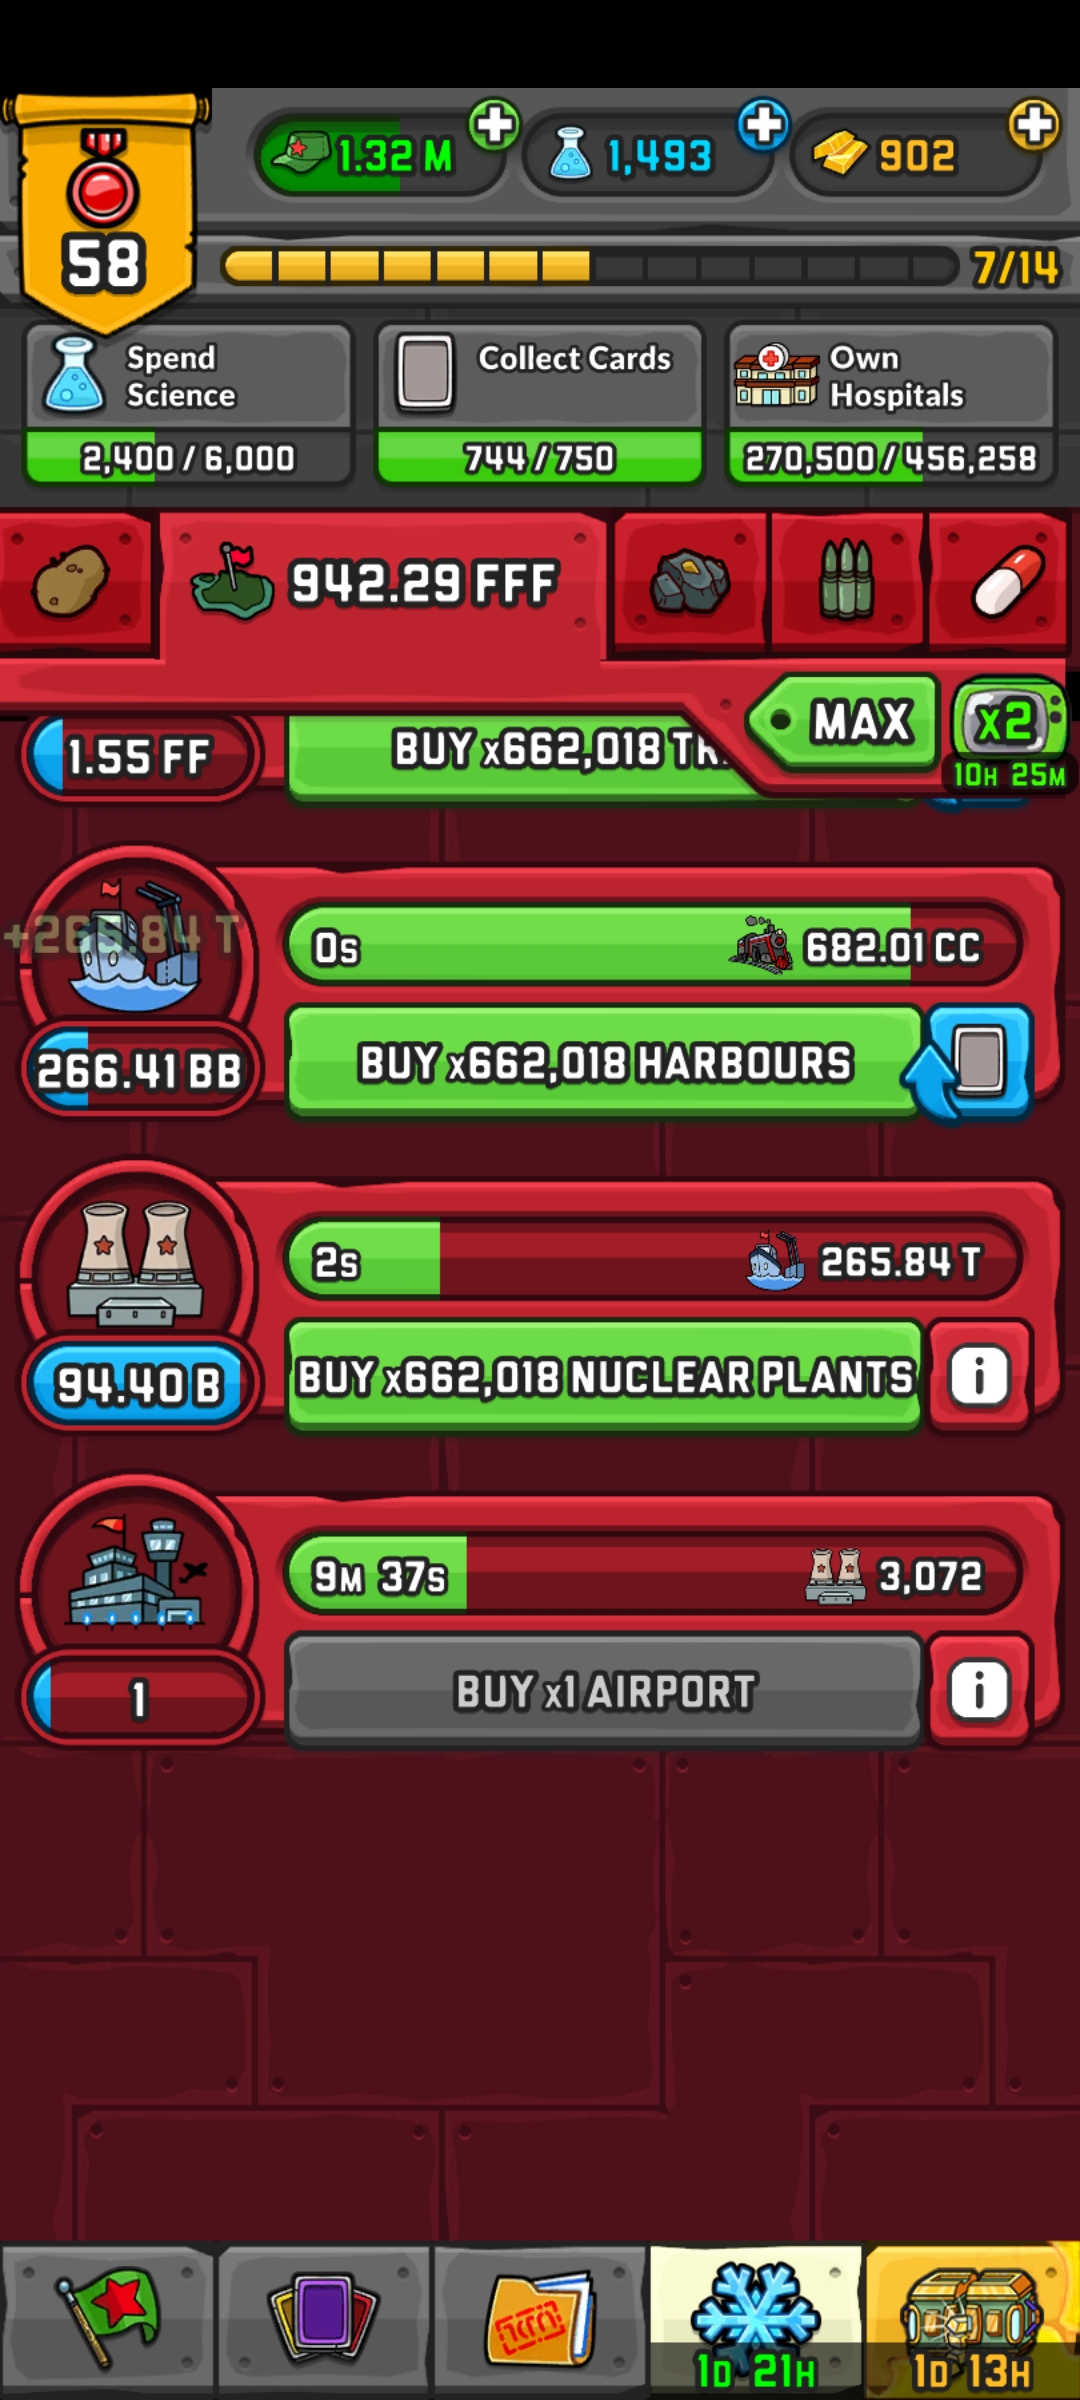 1.32 M
1,493
902
58
7/14
Spend
Science
2,400 / 6,000
Collect Cards
744 / 750
Own
Hospitals
270,500 / 456,258
942.29 FFF
MAX
x2
10H 25M
1.55 FF
BUY x662,018 TR
+265.84 T
0s
682.01 CC
266.41 BB
BUY x662,018 HARBOURS
2s
265.84 T
94.40 B
BUY x662,018 NUCLEAR PLANTS
i
9M 37s
3,072
1
BUY x1 AIRPORT
i
1D 21H
1D 13H